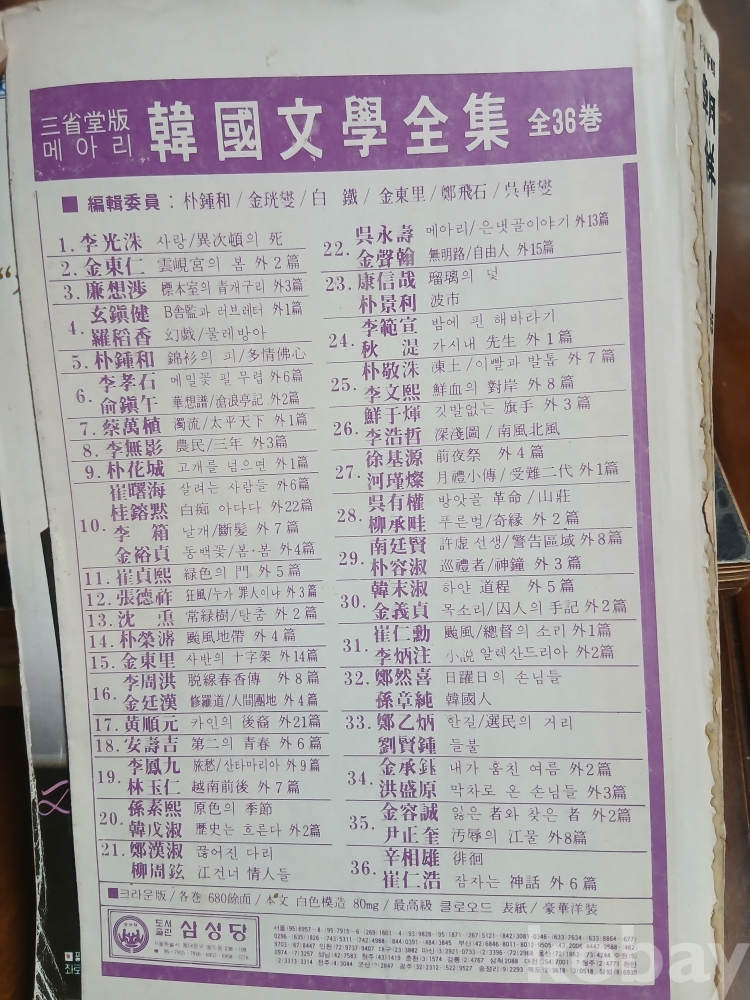 三省堂版
메아리
韓國文學全集 全36巻
■ 編輯委員 : 朴鍾和/金珖燮/白 鐵/金東里/鄭飛石/吳華燮
1. 李光洙 사랑/異次頓의 死
2. 金東仁 雲峴宮의 봄 外 2 篇
3. 廉想渉 標本室의 青개구리 外3篇
4. 玄鎭健 B舍監과 러브레터 外1篇
羅稻香 幻戱/물레방아
5. 朴鍾和 錦衫의 피/多情佛心
6. 李孝石 메밀꽃 필 무렵 外6篇
兪鎭午 華想譜/滄浪亭記 外2篇
7. 蔡萬植 濁流/太平天下 外1篇
8. 李無影 農民/三年 外3篇
9. 朴花城 고개를 넘으면 外1篇
10. 崔曙海 살려는 사람들 外6篇
桂鎔黙 白痴 아다다 外22篇
李 箱 날개/斷髮 外 7 篇
金裕貞 동백꽃/봄·봄 外4篇
11. 崔貞熙 緑色의 門 外 5 篇
12. 張德祚 狂風/누가 罪人이냐 外3篇
13. 沈 熏 常緑樹/탈춤 外 2 篇
14. 朴榮濬 颱風地帶 外 4 篇
15. 金東里 사반의 十字架 外14篇
16. 李周洪 脱線春香傳 外 8 篇
金廷漢 修羅道/人間團地 外 4 篇
17. 黃順元 카인의 後裔 外21篇
18. 安壽吉 第二의 青春 外 6 篇
19. 李鳳九 旅愁/산타마리아 外 9 篇
林玉仁 越南前後 外 7 篇
20. 孫素熙 原色의 季節
韓戊淑 歷史는 흐른다 外2篇
21. 鄭漢淑 끊어진 다리
柳周鉉 江건너 情人들
22. 吳永壽 메아리/은냇골이야기 外13篇
金聲翰 無明路/自由人 外15篇
23. 康信哉 瑠璃의 덫
朴景利 波市
24. 李範宣 밤에 핀 해바라기
秋 湜 가시내 先生 外 1 篇
25. 朴敬洙 凍土/이빨과 발톱 外 7 篇
李文熙 鮮血의 對岸 外 8 篇
26. 鮮于煇 깃발없는 旗手 外 3 篇
李浩哲 深淺圖/南風北風
27. 徐基源 前夜祭 外 4 篇
河瑾燦 月禮小傳/受難二代 外1篇
28. 吳有權 방앗골 革命/山莊
柳承畦 푸른벌/奇緣 外 2 篇
29. 南廷賢 許虛 선생/警告區域 外8篇
朴容淑 巡禮者/神鐘 外 3 篇
30. 韓末淑 하얀 道程 外 5 篇
金義貞 목소리/囚人의 手記 外2篇
31. 崔仁勳 颱風/總督의 소리 外1篇
李炳注 小説 알렉산드리아 外2篇
32. 鄭然喜 日曜日의 손님들
孫章純 韓國人
33. 鄭乙炳 한길/選民의 거리
劉賢鍾 들불
34. 金承鈺 내가 훔친 여름 外2篇
洪盛原 막차로 온 손님들 外3篇
35. 金容誠 잃은 者와 찾은 者 外2篇
尹正奎 汚辱의 江물 外8篇
36. 辛相雄 徘徊
崔仁浩 잠자는 神話 外 6 篇
■크라운版/各巻 680餘面/本文 白色模造 80mg/最高級 클로오드 表紙/豪華洋裝
도서출판 삼성당
kobay